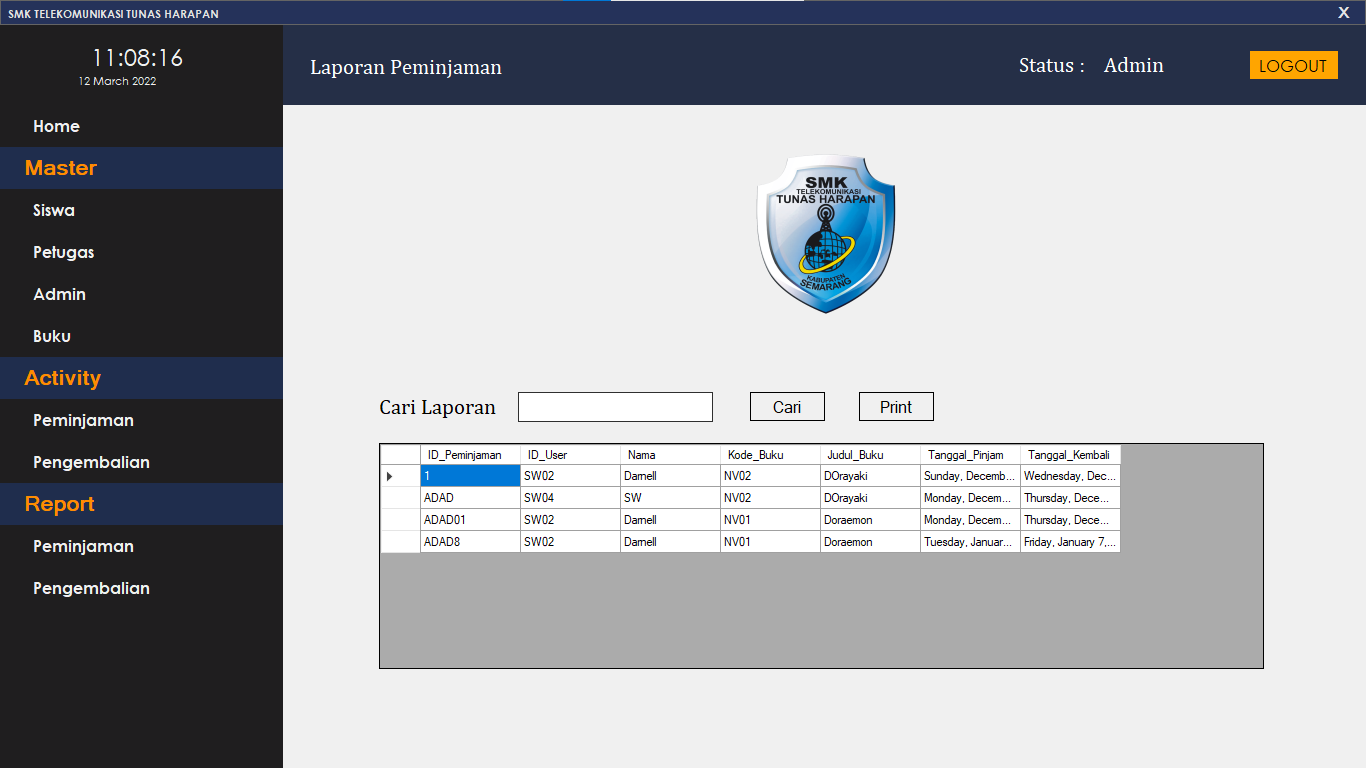 SMK TELEKOMUNIKASI TUNAS HARAPAN X
11:08:16
12 March 2022
Laporan Peminjaman Status : Admin LOGOUT
Home
Master
Siswa
Petugas
Admin
Buku
Activity
Peminjaman
Pengembalian
Report
Peminjaman
Pengembalian
SMK
TELEKOMUNIKASI
TUNAS HARAPAN
KABUPATEN
SEMARANG
Cari Laporan Cari Print
ID_Peminjaman ID_User Nama Kode_Buku Judul_Buku Tanggal_Pinjam Tanggal_Kembali
1 SW02 Darnell NV02 DOrayaki Sunday, Decemb... Wednesday, Dec...
ADAD SW04 SW NV02 DOrayaki Monday, Decem... Thursday, Dece...
ADAD01 SW02 Darnell NV01 Doraemon Monday, Decem... Thursday, Dece...
ADAD8 SW02 Darnell NV01 Doraemon Tuesday, Januar... Friday, January 7,...